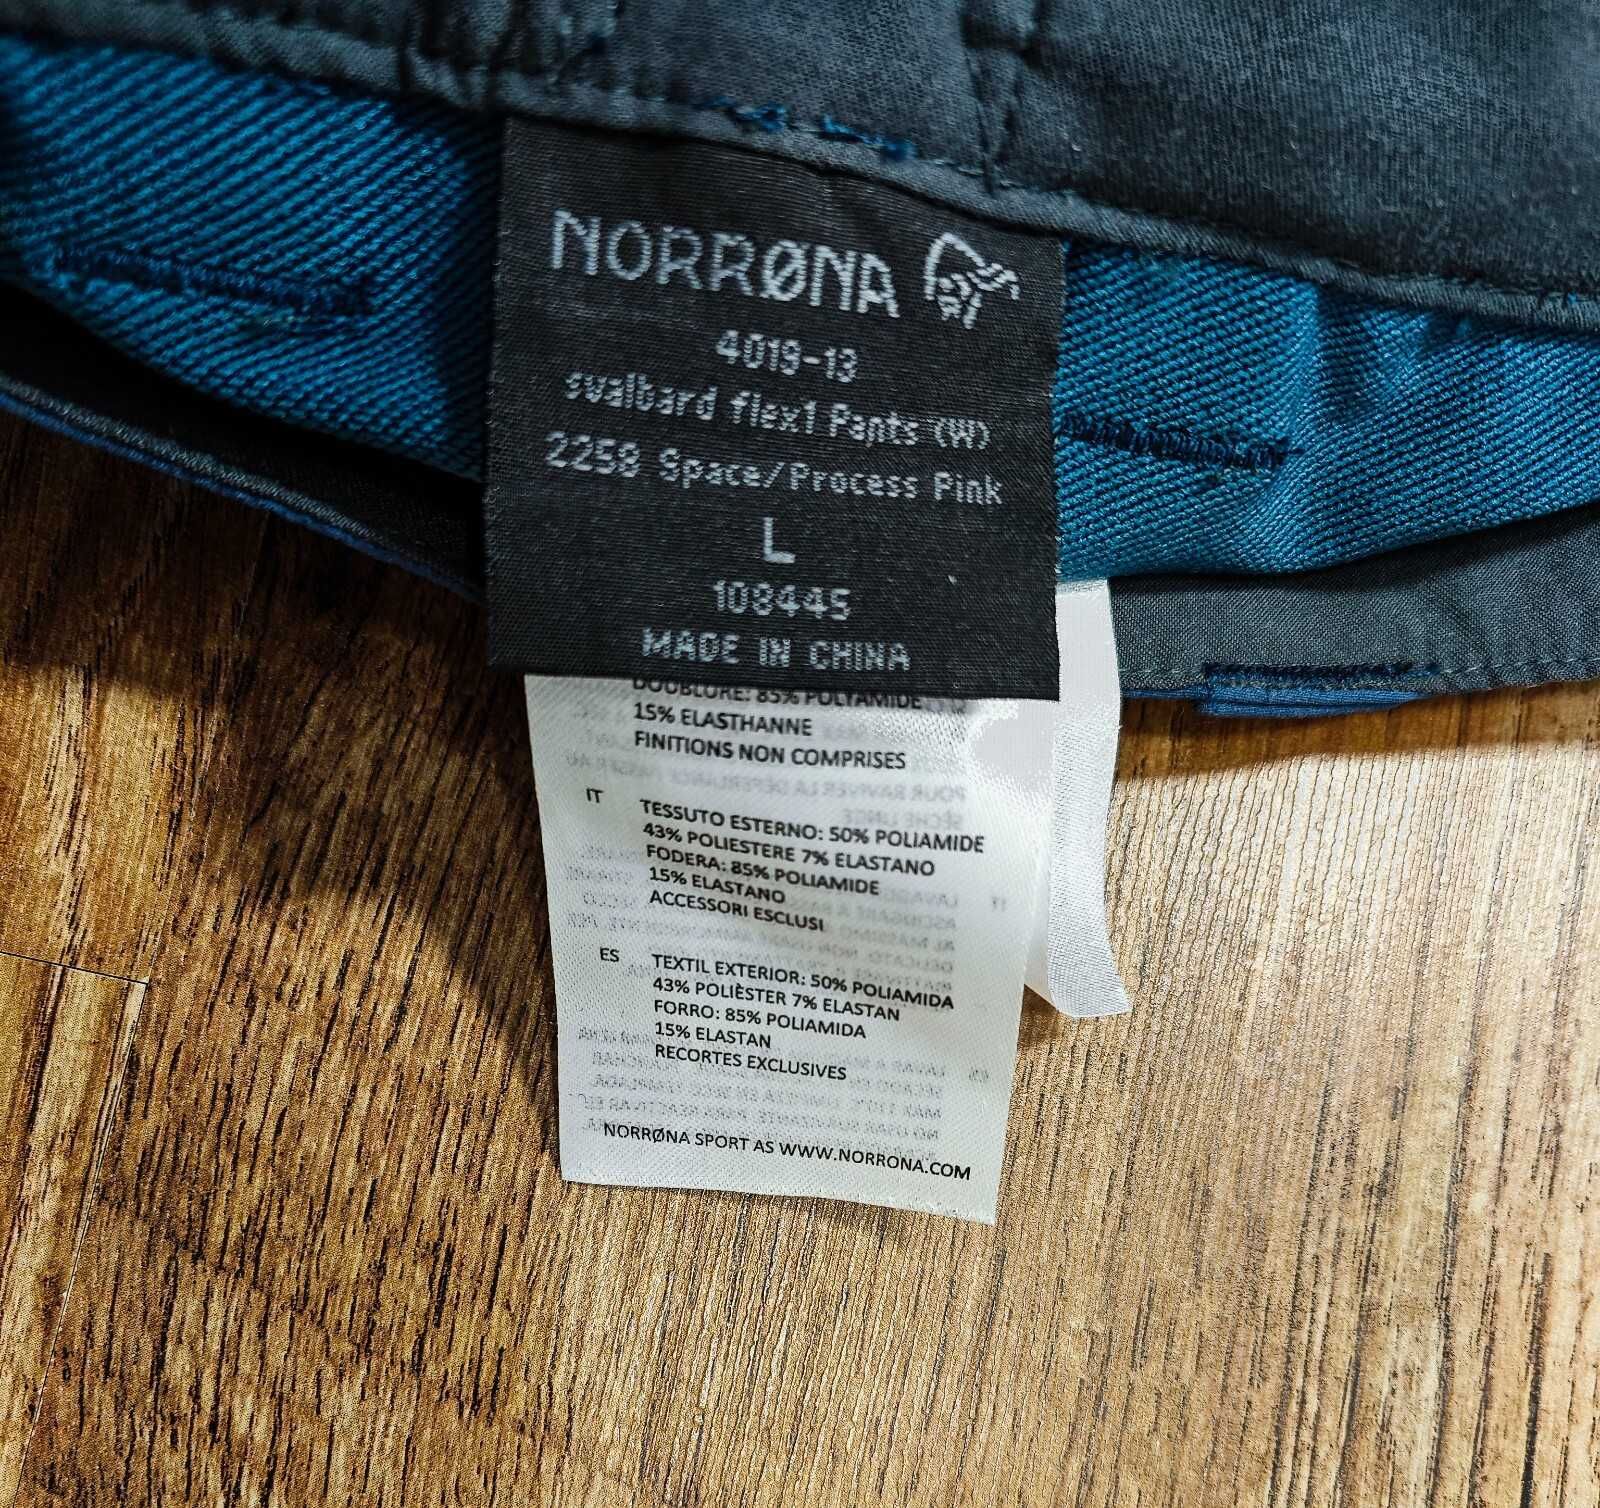 NORRØNA
4019-13
svalbard flex1 Pants (W)
2258 Space/Process Pink
L
108445
MADE IN CHINA
DOUBLURE: 85% POLYAMIDE
15% ELASTHANNE
FINITIONS NON COMPRISES
IT TESSUTO ESTERNO: 50% POLIAMIDE
43% POLIESTERE 7% ELASTANO
FODERA: 85% POLIAMIDE
15% ELASTANO
ACCESSORI ESCLUSI
ES TEXTIL EXTERIOR: 50% POLIAMIDA
43% POLIÈSTER 7% ELASTAN
FORRO: 85% POLIAMIDA
15% ELASTAN
RECORTES EXCLUSIVES
NORRØNA SPORT AS WWW.NORRONA.COM